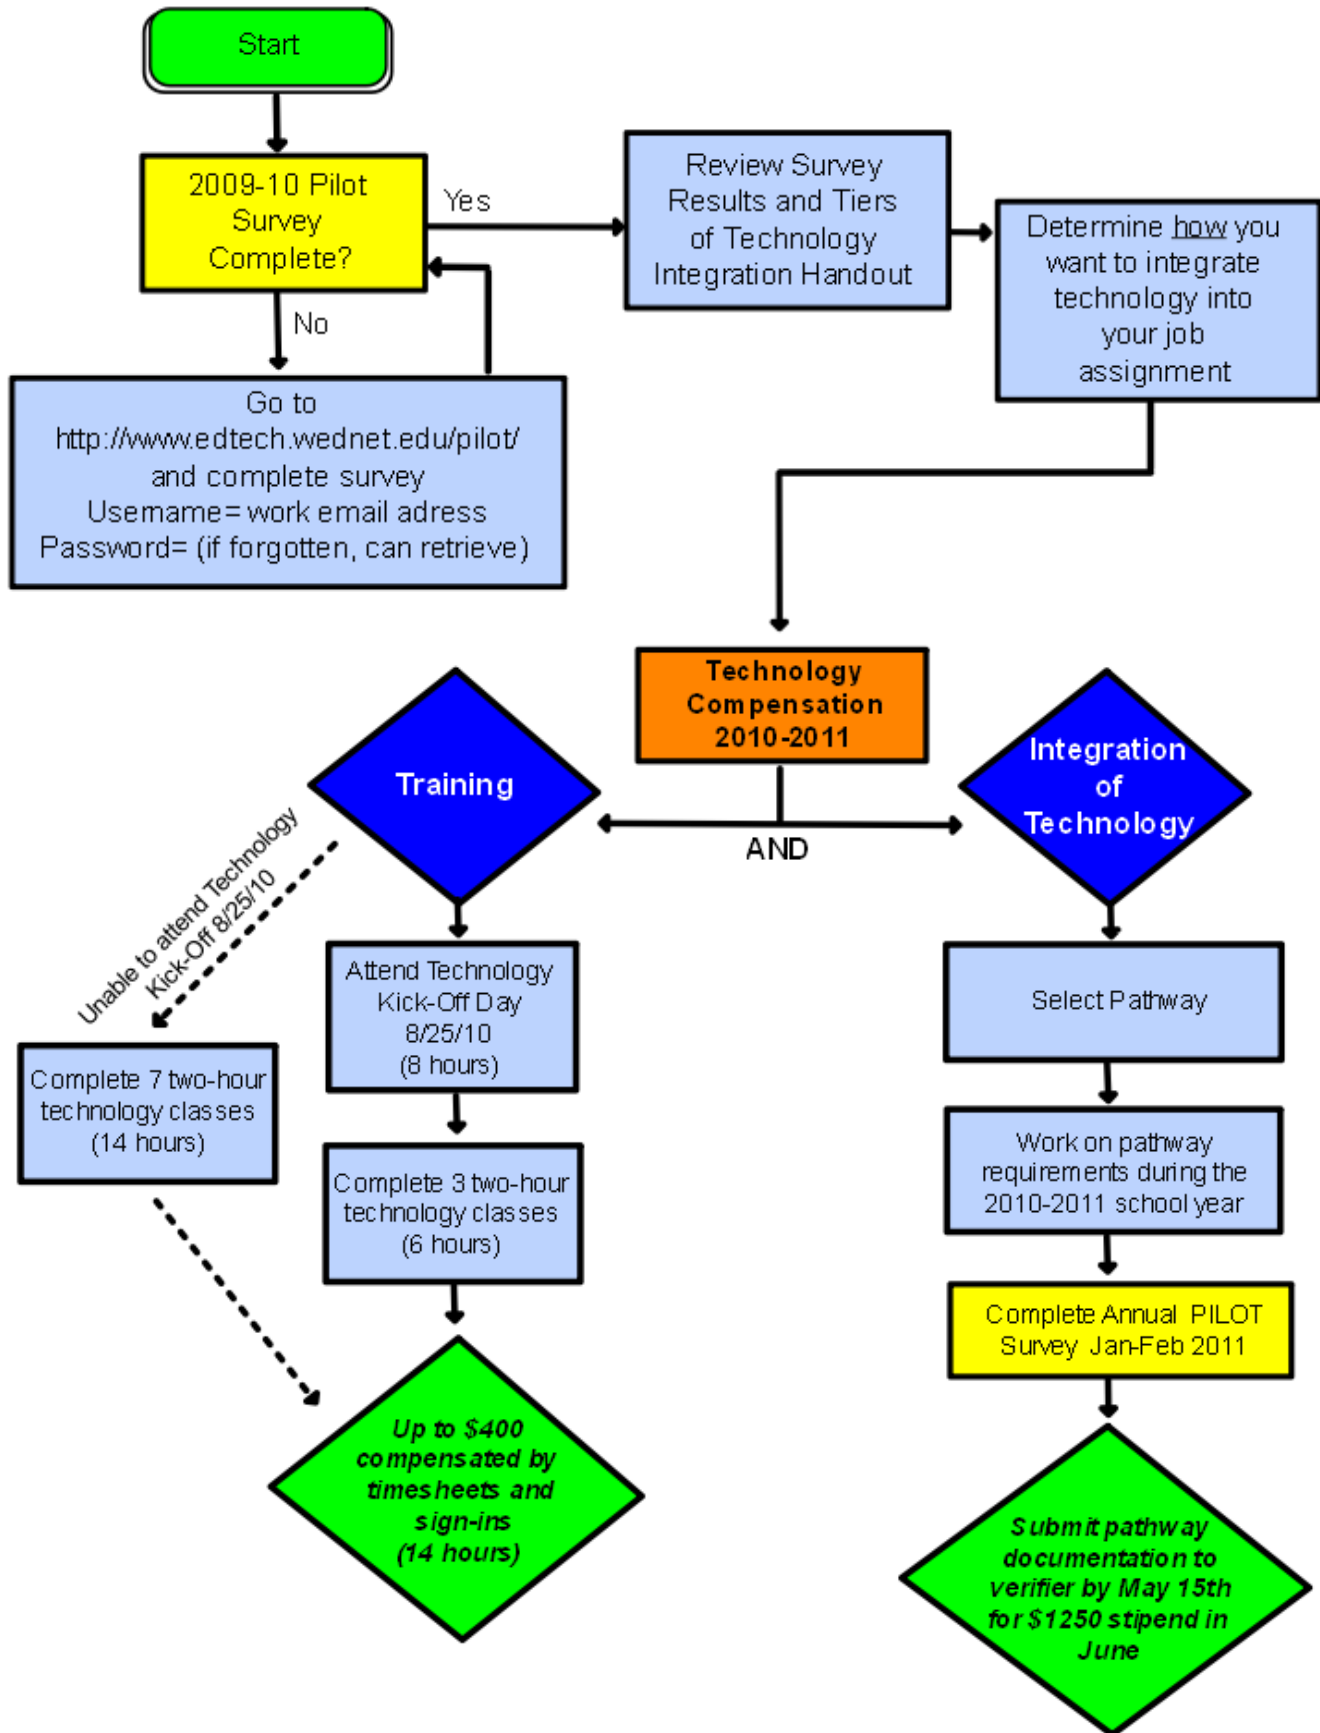 Start
2009-10 Pilot
Survey
Complete?
Yes
No
Review Survey
Results and Tiers
of Technology
Integration Handout
Determine how you
want to integrate
technology into
your job
assignment
Go to
http://www.edtech.wednet.edu/pilot/
and complete survey
Username= work email adress
Password= (if forgotten, can retrieve)
Technology
Compensation
2010-2011
AND
Training
Integration
of
Technology
Unable to attend Technology
Kick-Off 8/25/10
Complete 7 two-hour
technology classes
(14 hours)
Attend Technology
Kick-Off Day
8/25/10
(8 hours)
Complete 3 two-hour
technology classes
(6 hours)
Up to $400
compensated by
timesheets and
sign-ins
(14 hours)
Select Pathway
Work on pathway
requirements during the
2010-2011 school year
Complete Annual PILOT
Survey Jan-Feb 2011
Submit pathway
documentation to
verifier by May 15th
for $1250 stipend in
June